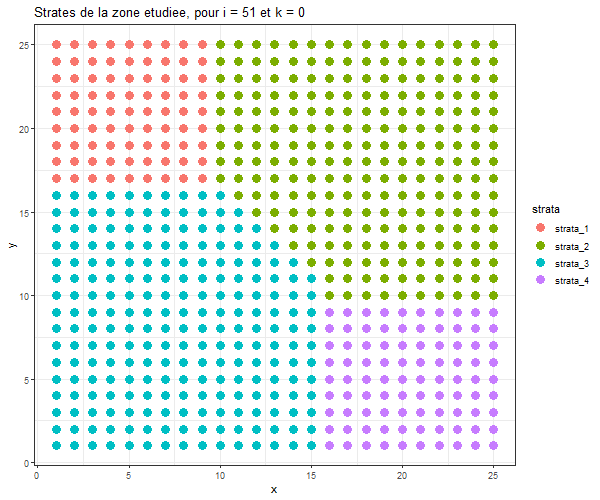 Strates de la zone etudiee, pour i = 51 et k = 0
25
20
15
10
5
0
y
0 5 10 15 20 25
x
strata
strata_1
strata_2
strata_3
strata_4